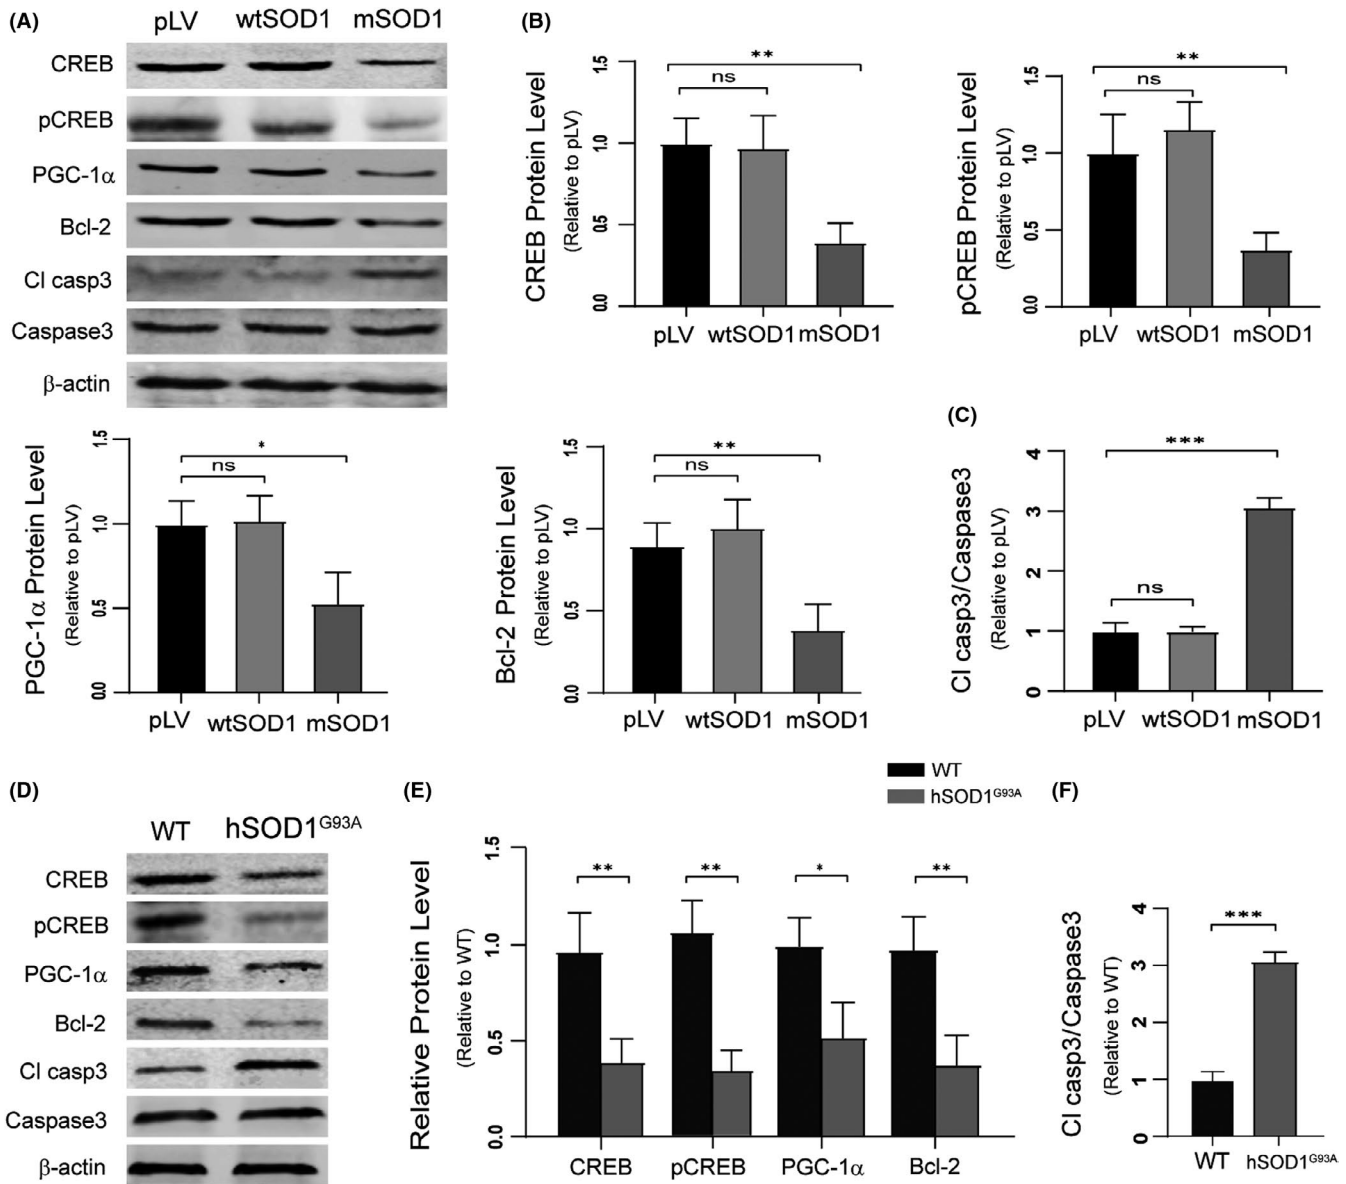 (A)
pLV wtSOD1 mSOD1
CREB
pCREB
PGC-1α
Bcl-2
Cl casp3
Caspase3
β-actin
(B)
CREB Protein Level
(Relative to pLV)
1.5
1.0
0.5
0.0
**
ns
pLV wtSOD1 mSOD1
pCREB Protein Level
(Relative to pLV)
1.5
1.0
0.5
0.0
**
ns
pLV wtSOD1 mSOD1
PGC-1α Protein Level
(Relative to pLV)
1.5
1.0
0.5
0.0
*
ns
pLV wtSOD1 mSOD1
Bcl-2 Protein Level
(Relative to pLV)
1.5
1.0
0.5
0.0
**
ns
pLV wtSOD1 mSOD1
(C)
Cl casp3/Caspase3
(Relative to pLV)
4
3
2
1
0
***
ns
pLV wtSOD1 mSOD1
(D)
WT hSOD1G93A
CREB
pCREB
PGC-1α
Bcl-2
Cl casp3
Caspase3
β-actin
(E)
WT
hSOD1G93A
Relative Protein Level
(Relative to WT)
1.5
1.0
0.5
0.0
** ** * **
CREB pCREB PGC-1α Bcl-2
(F)
Cl casp3/Caspase3
(Relative to WT)
4
3
2
1
0
***
WT hSOD1G93A